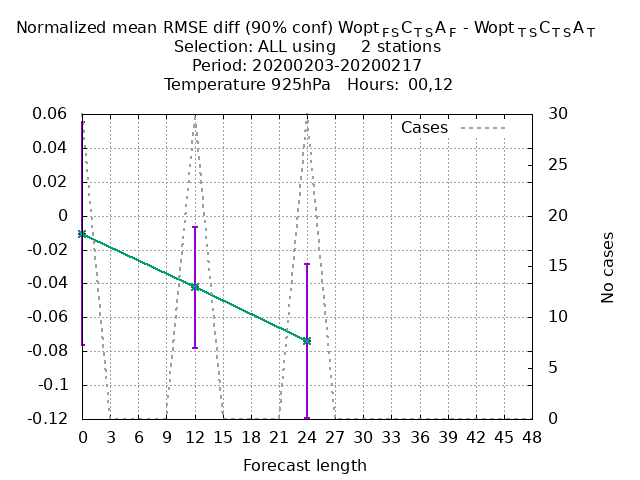 Normalized mean RMSE diff (90% conf) Wopt FS C TS A F - Wopt TS C TS A T
Selection: ALL using 2 stations
Period: 20200203-20200217
Temperature 925hPa Hours: 00,12
Cases
0.06
0.04
0.02
0
-0.02
-0.04
-0.06
-0.08
-0.1
-0.12
30
25
20
15
10
5
0
No cases
0 3 6 9 12 15 18 21 24 27 30 33 36 39 42 45 48
Forecast length